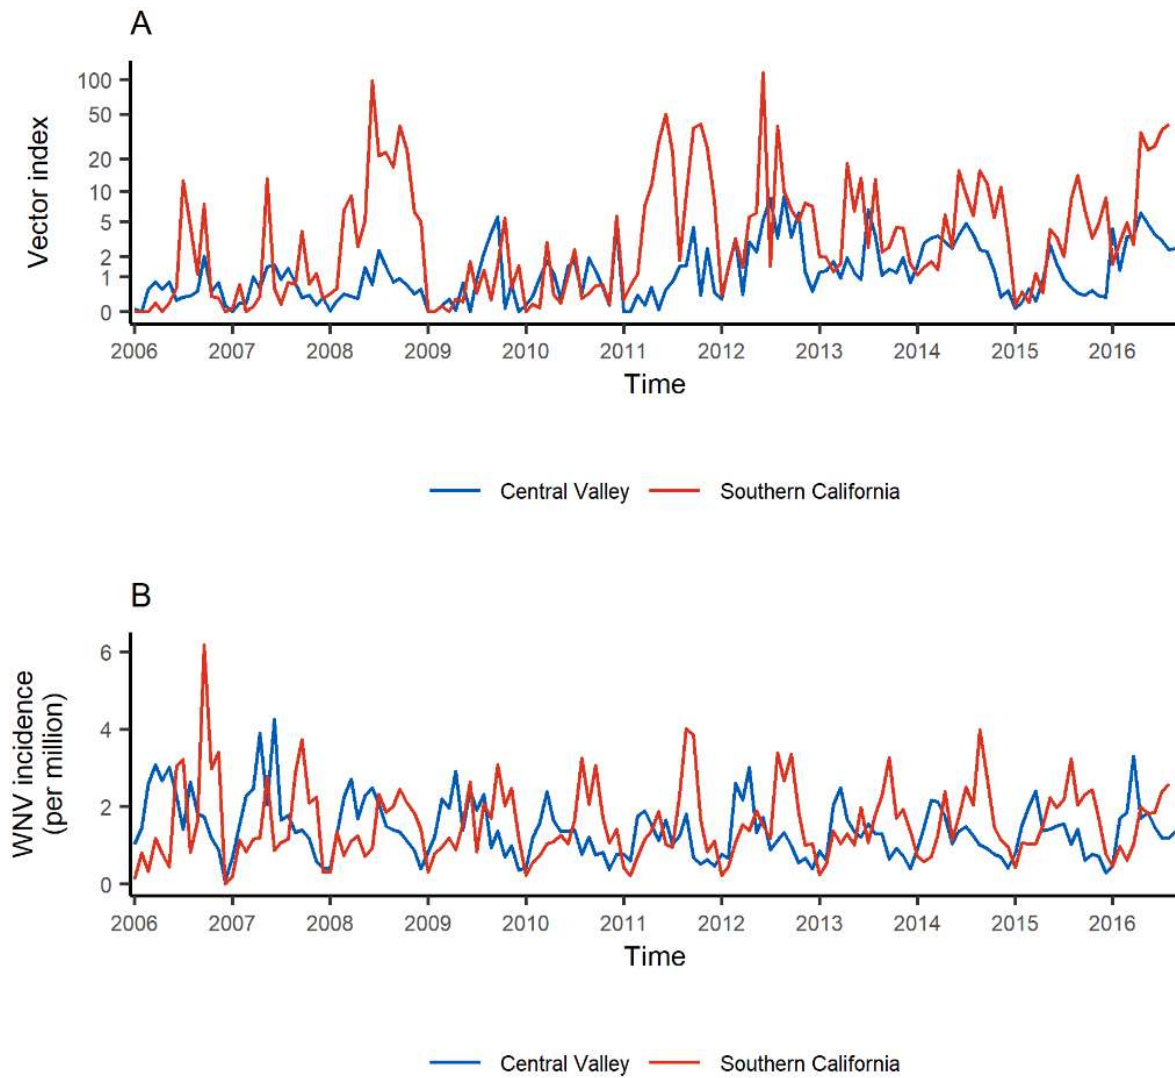 A
Vector index
100
50
20
10
5
2
1
0
2006 2007 2008 2009 2010 2011 2012 2013 2014 2015 2016
Time
Central Valley Southern California
B
WNV incidence
(per million)
6
4
2
0
2006 2007 2008 2009 2010 2011 2012 2013 2014 2015 2016
Time
Central Valley Southern California